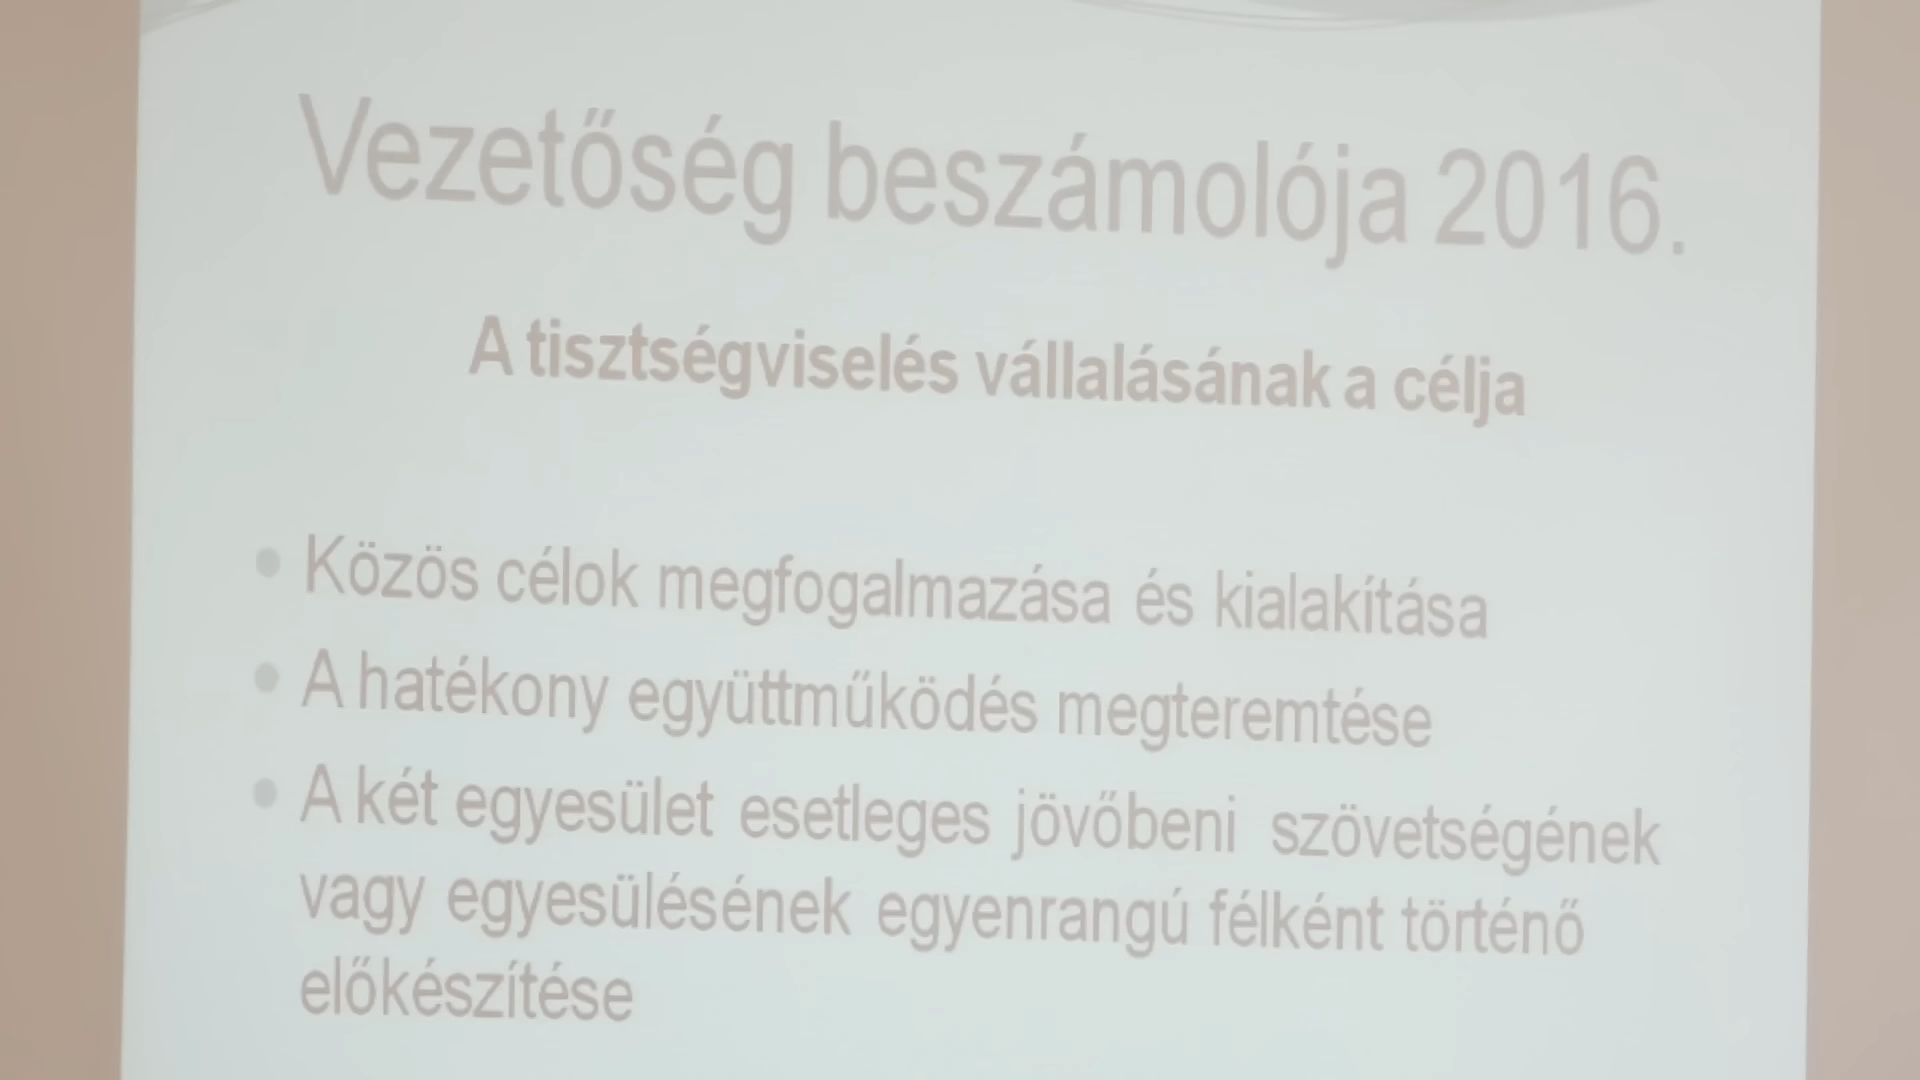 Vezetőség beszámolója 2016.
A tisztségviselés vállalásának a célja
• Közös célok megfogalmazása és kialakítása
• A hatékony együttműködés megteremtése
• A két egyesület esetleges jövőbeni szövetségének
vagy egyesülésének egyenrangú félként történő
előkészítése